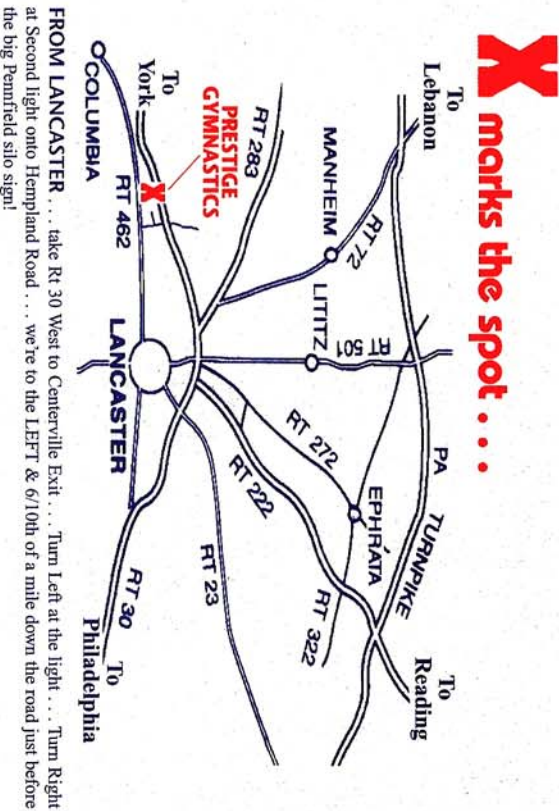 X marks the spot . . .
To
Lebanon
PA TURNPIKE
To
Reading
RT 72
RT 501
MANHEIM
LITITZ
EPHRATA
RT 283
RT 272
RT 322
RT 222
PRESTIGE
GYMNASTICS
To
York
X
RT 23
COLUMBIA
RT 462
LANCASTER
RT 30
To
Philadelphia
FROM LANCASTER . . . take Rt 30 West to Centerville Exit . . . Turn Left at the light . . . Turn Right
at Second light onto Hempland Road . . . we're to the LEFT & 6/10th of a mile down the road just before
the big Pennfield silo sign!